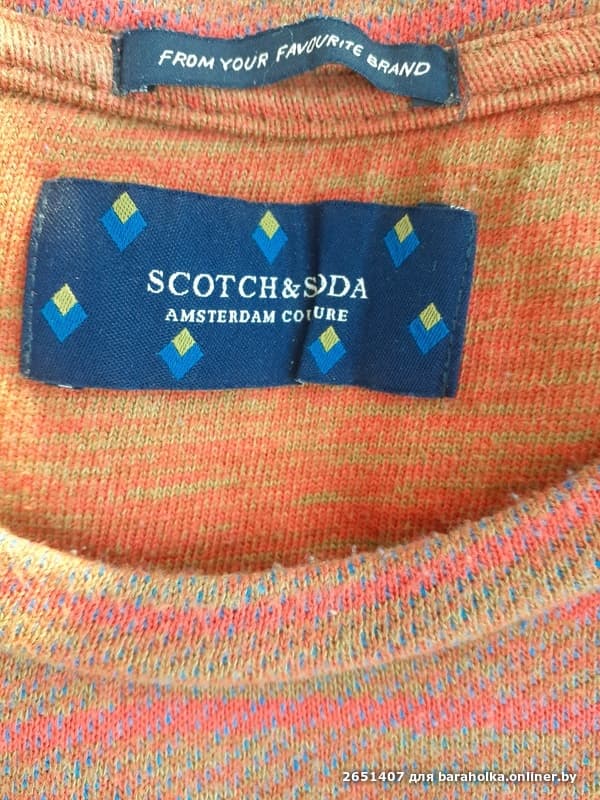 FROM YOUR FAVOURITE BRAND
SCOTCH & SODA
AMSTERDAM COUTURE
2651407 для baraholka.onliner.by